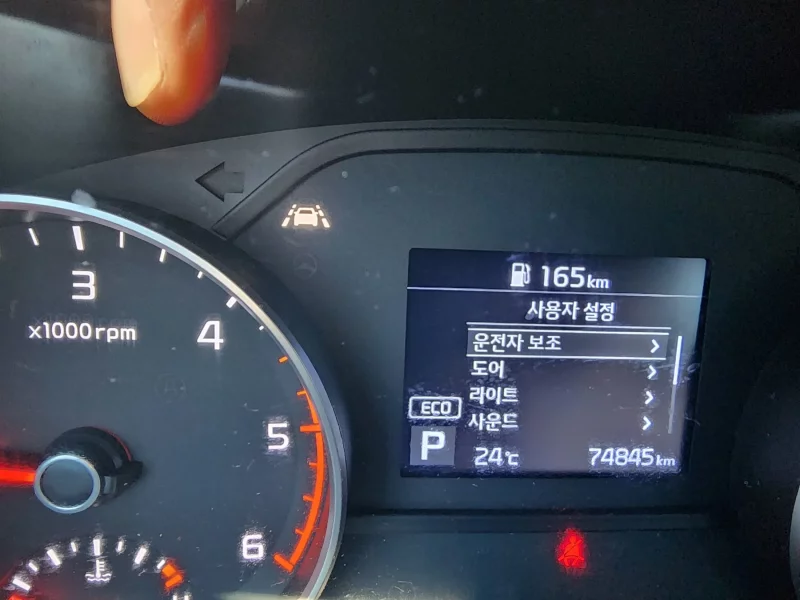 165km
사용자 설정
운전자 보조
도어
라이트
사운드
ECO
P
24℃
74845km
3
x1000rpm
4
5
6